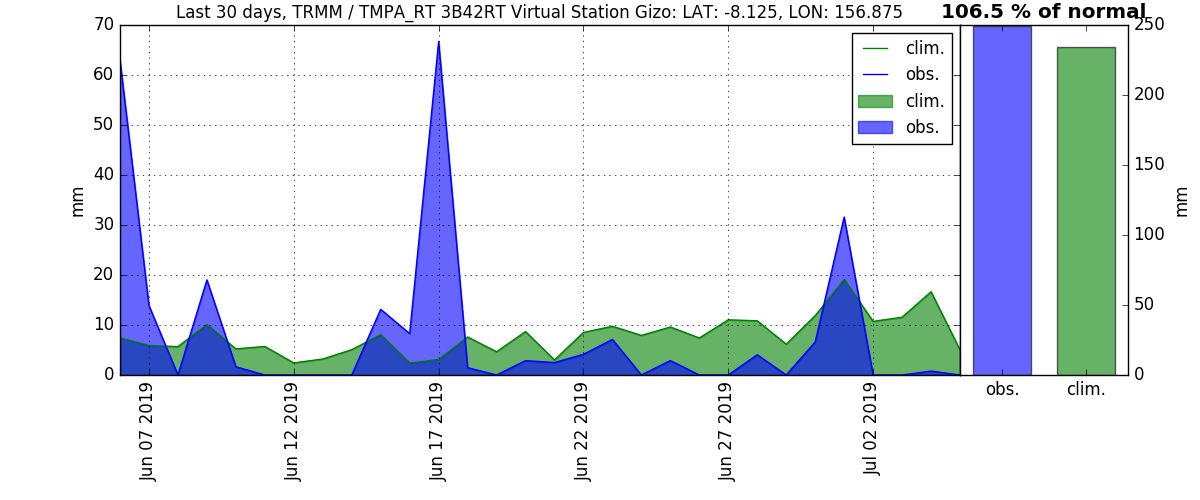 Last 30 days, TRMM / TMPA_RT 3B42RT Virtual Station Gizo: LAT: -8.125, LON: 156.875
106.5 % of normal
70
60
50
40
30
20
10
0
mm
clim.
obs.
clim.
obs.
Jun 07 2019
Jun 12 2019
Jun 17 2019
Jun 22 2019
Jun 27 2019
Jul 02 2019
250
200
150
100
50
0
mm
obs.
clim.